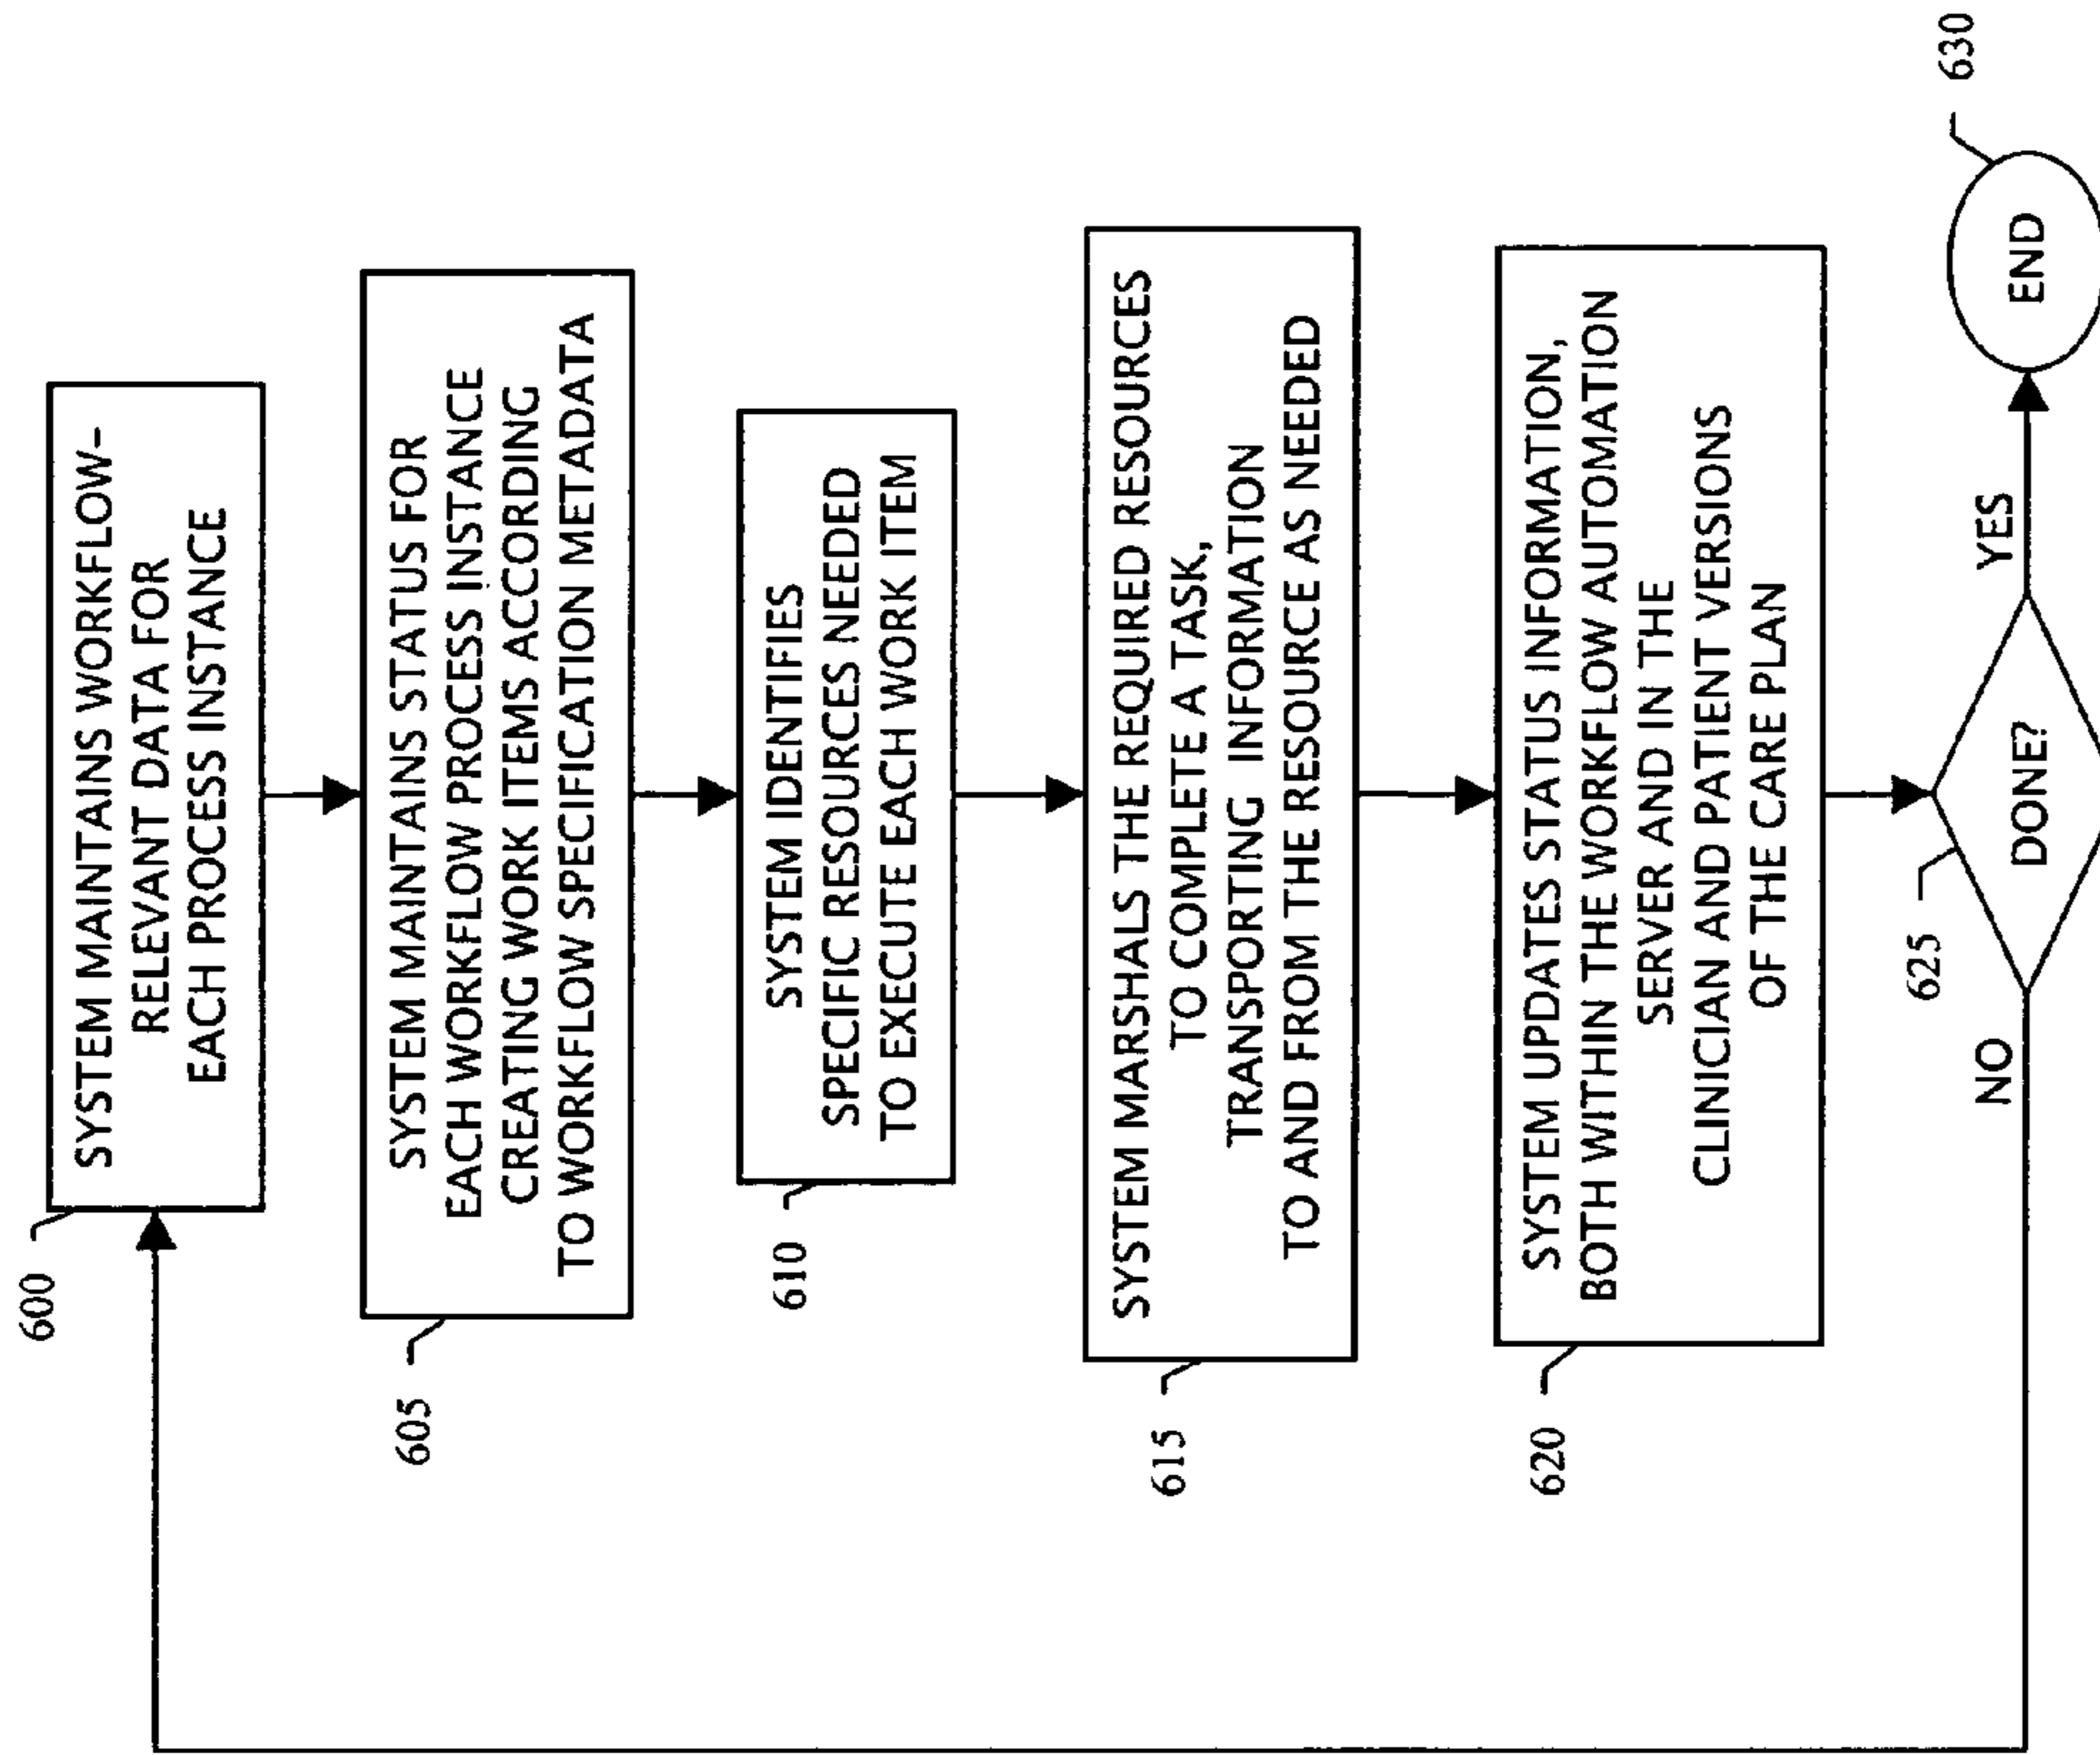 600
SYSTEM MAINTAINS WORKFLOW-
RELEVANT DATA FOR
EACH PROCESS INSTANCE
605
SYSTEM MAINTAINS STATUS FOR
EACH WORKFLOW PROCESS INSTANCE
CREATING WORK ITEMS ACCORDING
TO WORKFLOW SPECIFICATION METADATA
610
SYSTEM IDENTIFIES
SPECIFIC RESOURCES NEEDED
TO EXECUTE EACH WORK ITEM
615
SYSTEM MARSHALS THE REQUIRED RESOURCES
TO COMPLETE A TASK,
TRANSPORTING INFORMATION
TO AND FROM THE RESOURCE AS NEEDED
620
SYSTEM UPDATES STATUS INFORMATION,
BOTH WITHIN THE WORKFLOW AUTOMATION
SERVER AND IN THE
CLINICIAN AND PATIENT VERSIONS
OF THE CARE PLAN
625
NO
DONE?
YES
END
630